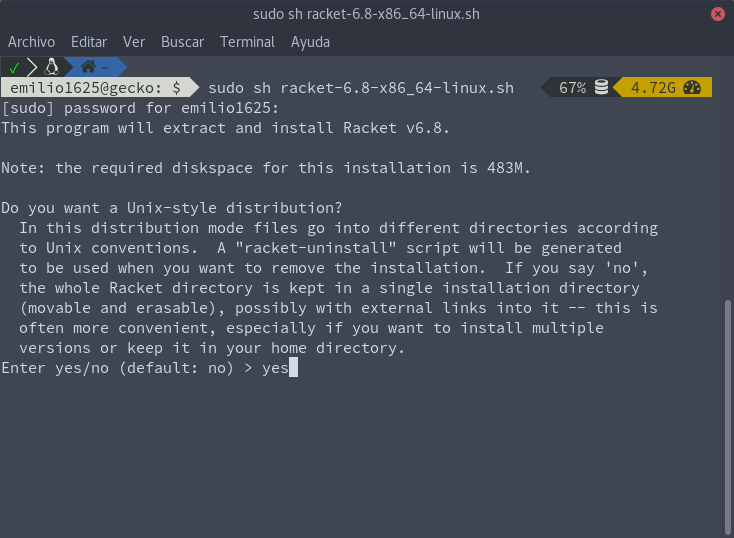 sudo sh racket-6.8-x86_64-linux.sh
Archivo Editar Ver Buscar Terminal Ayuda
✓ ~
emilio1625@gecko: $ sudo sh racket-6.8-x86_64-linux.sh 67% 4.72G
[sudo] password for emilio1625:
This program will extract and install Racket v6.8.
Note: the required diskspace for this installation is 483M.
Do you want a Unix-style distribution?
In this distribution mode files go into different directories according
to Unix conventions.  A "racket-uninstall" script will be generated
to be used when you want to remove the installation.  If you say 'no',
the whole Racket directory is kept in a single installation directory
(movable and erasable), possibly with external links into it -- this is
often more convenient, especially if you want to install multiple
versions or keep it in your home directory.
Enter yes/no (default: no) > yes